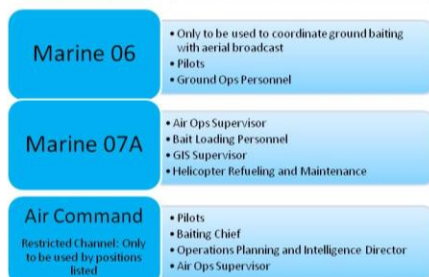 Marine 06
• Only to be used to coordinate ground baiting
with aerial broadcast
• Pilots
• Ground Ops Personnel
Marine 07A
• Air Ops Supervisor
• Bait Loading Personnel
• GIS Supervisor
• Helicopter Refueling and Maintenance
Air Command
Restricted Channel: Only
to be used by positions
listed
• Pilots
• Baiting Chief
• Operations Planning and Intelligence Director
• Air Ops Supervisor